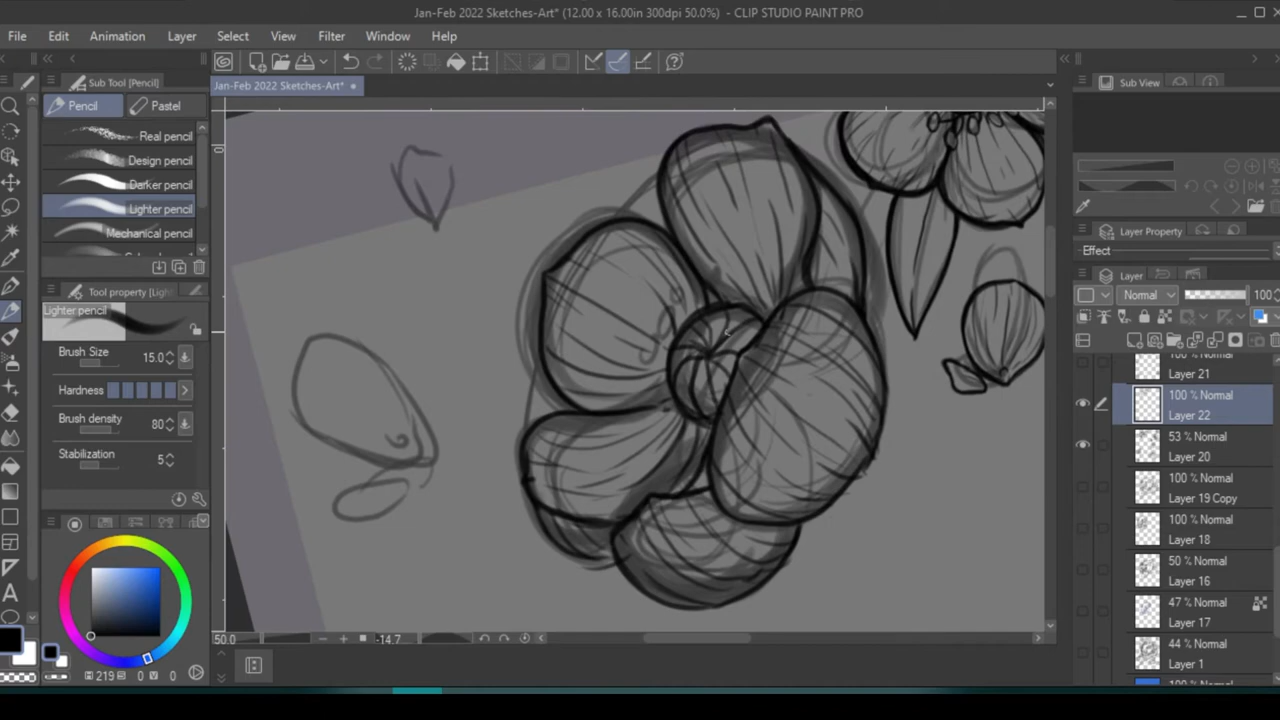 Jan-Feb 2022 Sketches-Art* (12.00 x 16.00in 300dpi 50.0%) - CLIP STUDIO PAINT PRO
File Edit Animation Layer Select View Filter Window Help
Sub Tool [Pencil]
Jan-Feb 2022 Sketches-Art*
Sub View
Pencil Pastel
Real pencil
Design pencil
Darker pencil
Lighter pencil
Mechanical pencil
Tool property [Light
Lighter pencil
Brush Size 15.0
Hardness
Brush density 80
Stabilization 5
219 0 0
50.0 -14.7
Layer Property
Effect
Layer
Normal 100
Layer 21
100 % Normal
Layer 22
53 % Normal
Layer 20
100 % Normal
Layer 19 Copy
100 % Normal
Layer 18
50 % Normal
Layer 16
47 % Normal
Layer 17
44 % Normal
Layer 1